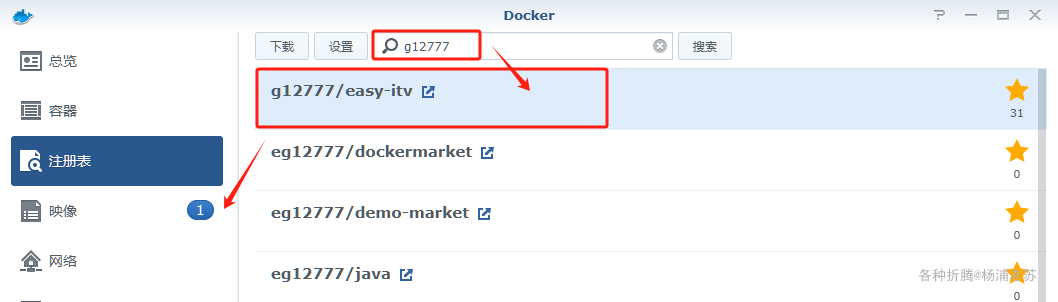 Docker
总览
容器
注册表
映像
1
网络
下载
设置
g12777
搜索
g12777/easy-itv
31
eg12777/dockermarket
0
eg12777/demo-market
0
eg12777/java
0
各种折腾@杨浦